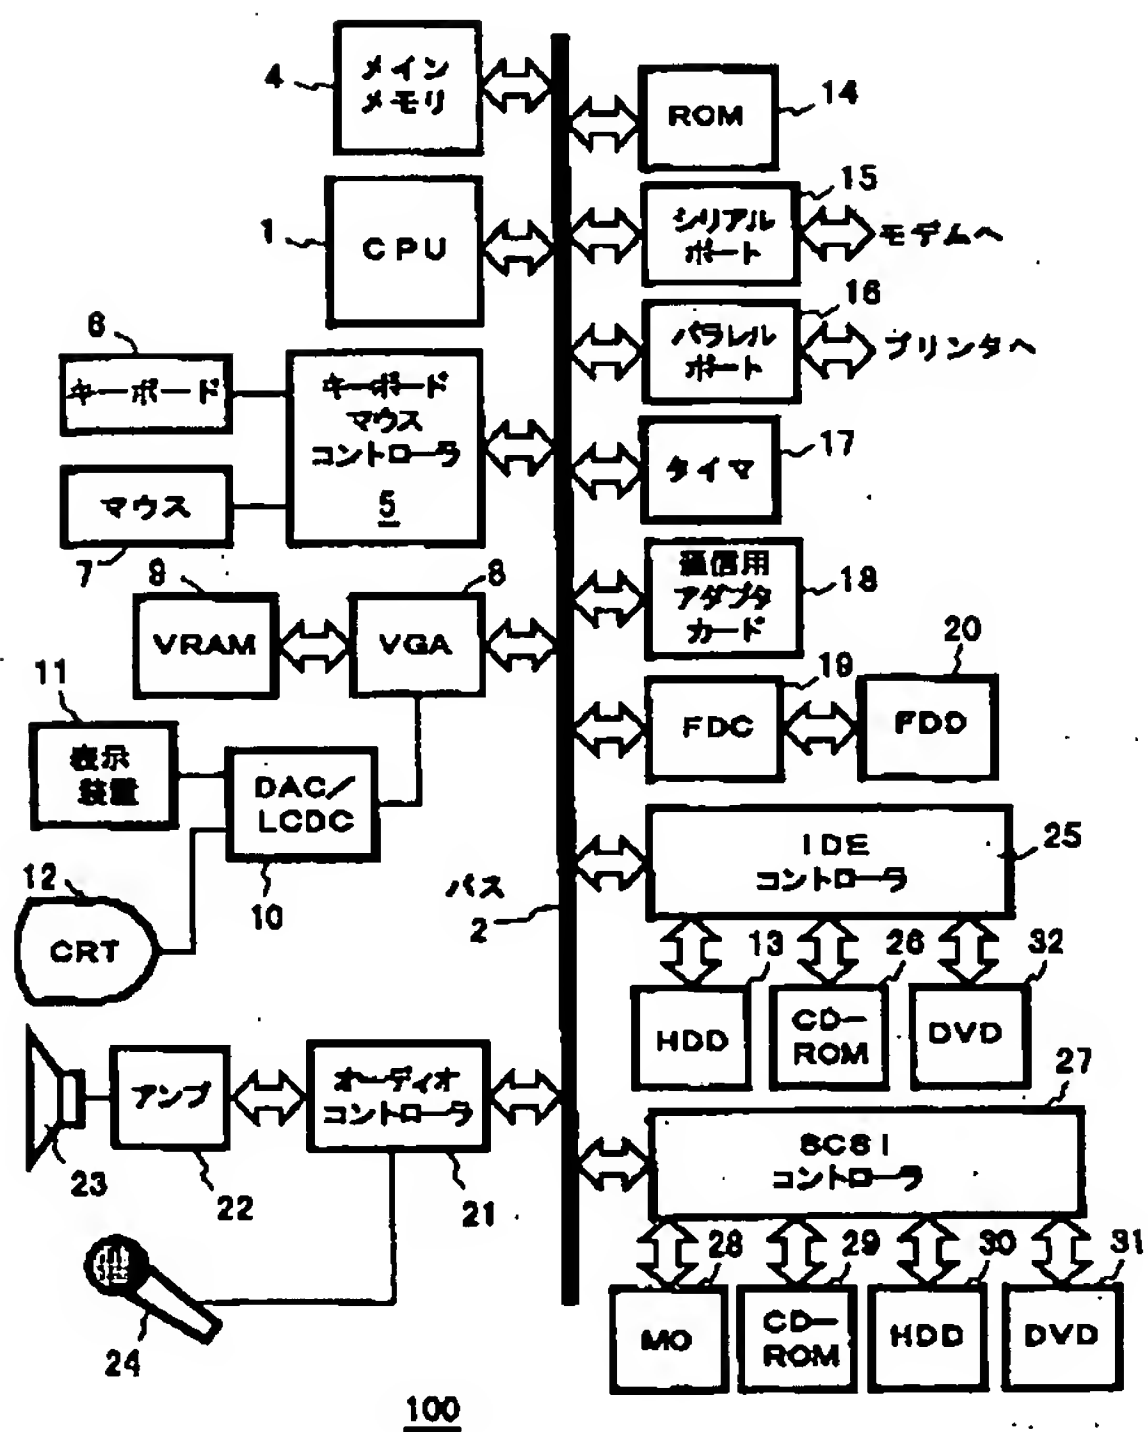 4
メイン
メモリ
ROM
14
1
CPU
15
シリアル
ポート
モデムへ
16
パラレル
ポート
プリンタへ
6
キーボード
キーボード
マウス
コントローラ
5
マウス
7
タイマ
17
通信用
アダプタ
カード
18
9
VRAM
8
VGA
19
FDC
20
FDD
11
表示
装置
DAC/
LCDC
10
12
CRT
バス
2
IDE
コントローラ
25
13
HDD
26
CD-
ROM
32
DVD
23
アンプ
22
オーディオ
コントローラ
21
24
27
SCSI
コントローラ
28
MO
29
CD-
ROM
30
HDD
31
DVD
100